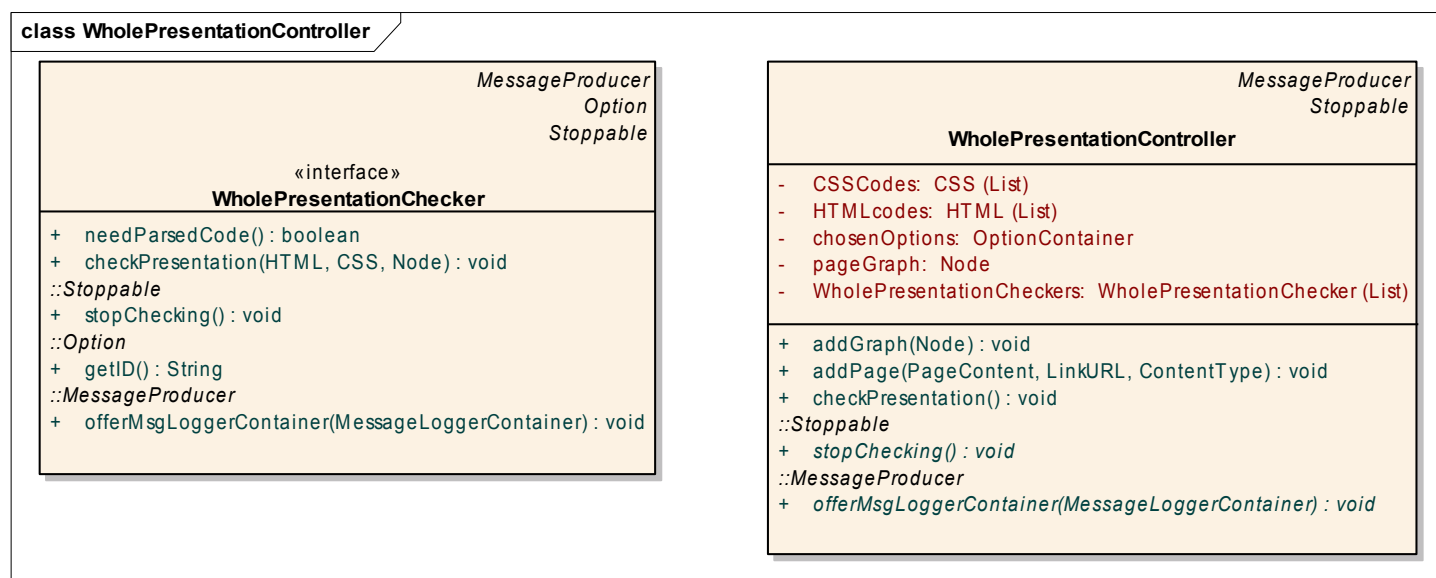 class WholePresentationController
MessageProducer
Option
Stoppable
«interface»
WholePresentationChecker
+ needParsedCode() : boolean
+ checkPresentation(HTML, CSS, Node) : void
::Stoppable
+ stopChecking() : void
::Option
+ getID() : String
::MessageProducer
+ offerMsgLoggerContainer(MessageLoggerContainer) : void
MessageProducer
Stoppable
WholePresentationController
- CSSCodes: CSS (List)
- HTMLcodes: HTML (List)
- chosenOptions: OptionContainer
- pageGraph: Node
- WholePresentationCheckers: WholePresentationChecker (List)
+ addGraph(Node) : void
+ addPage(PageContent, LinkURL, ContentType) : void
+ checkPresentation() : void
::Stoppable
+ stopChecking() : void
::MessageProducer
+ offerMsgLoggerContainer(MessageLoggerContainer) : void